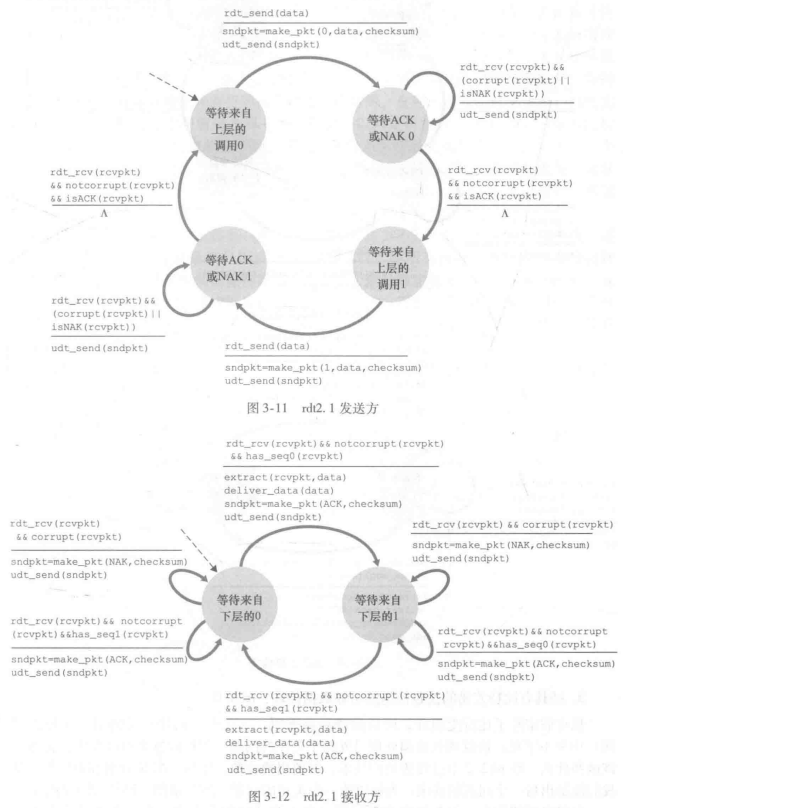 rdt_send(data)
sndpkt=make_pkt(0,data,checksum)
udt_send(sndpkt)
rdt_rcv(rcvpkt)&&
(corrupt(rcvpkt)||
isNAK(rcvpkt))
udt_send(sndpkt)
等待来自
上层的
调用0
等待ACK
或NAK 0
rdt_rcv(rcvpkt)
&& notcorrupt(rcvpkt)
&& isACK(rcvpkt)
Λ
rdt_rcv(rcvpkt)
&& notcorrupt(rcvpkt)
&& isACK(rcvpkt)
Λ
等待ACK
或NAK 1
等待来自
上层的
调用1
rdt_rcv(rcvpkt)&&
(corrupt(rcvpkt)||
isNAK(rcvpkt))
udt_send(sndpkt)
rdt_send(data)
sndpkt=make_pkt(1,data,checksum)
udt_send(sndpkt)
图 3-11 rdt2. 1 发送方
rdt_rcv(rcvpkt)&& notcorrupt(rcvpkt)
&& has_seq0(rcvpkt)
extract(rcvpkt,data)
deliver_data(data)
sndpkt=make_pkt(ACK,checksum)
udt_send(sndpkt)
rdt_rcv(rcvpkt)
&& corrupt(rcvpkt)
sndpkt=make_pkt(NAK,checksum)
udt_send(sndpkt)
rdt_rcv(rcvpkt) && corrupt(rcvpkt)
sndpkt=make_pkt(NAK,checksum)
udt_send(sndpkt)
等待来自
下层的0
等待来自
下层的1
rdt_rcv(rcvpkt)&& notcorrupt
(rcvpkt)&&has_seq1(rcvpkt)
sndpkt=make_pkt(ACK,checksum)
udt_send(sndpkt)
rdt_rcv(rcvpkt)&& notcorrupt
rcvpkt)&&has_seq0(rcvpkt)
sndpkt=make_pkt(ACK,checksum)
udt_send(sndpkt)
rdt_rcv(rcvpkt) && notcorrupt(rcvpkt)
&& has_seq1(rcvpkt)
extract(rcvpkt,data)
deliver_data(data)
sndpkt=make_pkt(ACK,checksum)
udt_send(sndpkt)
图 3-12 rdt2. 1 接收方